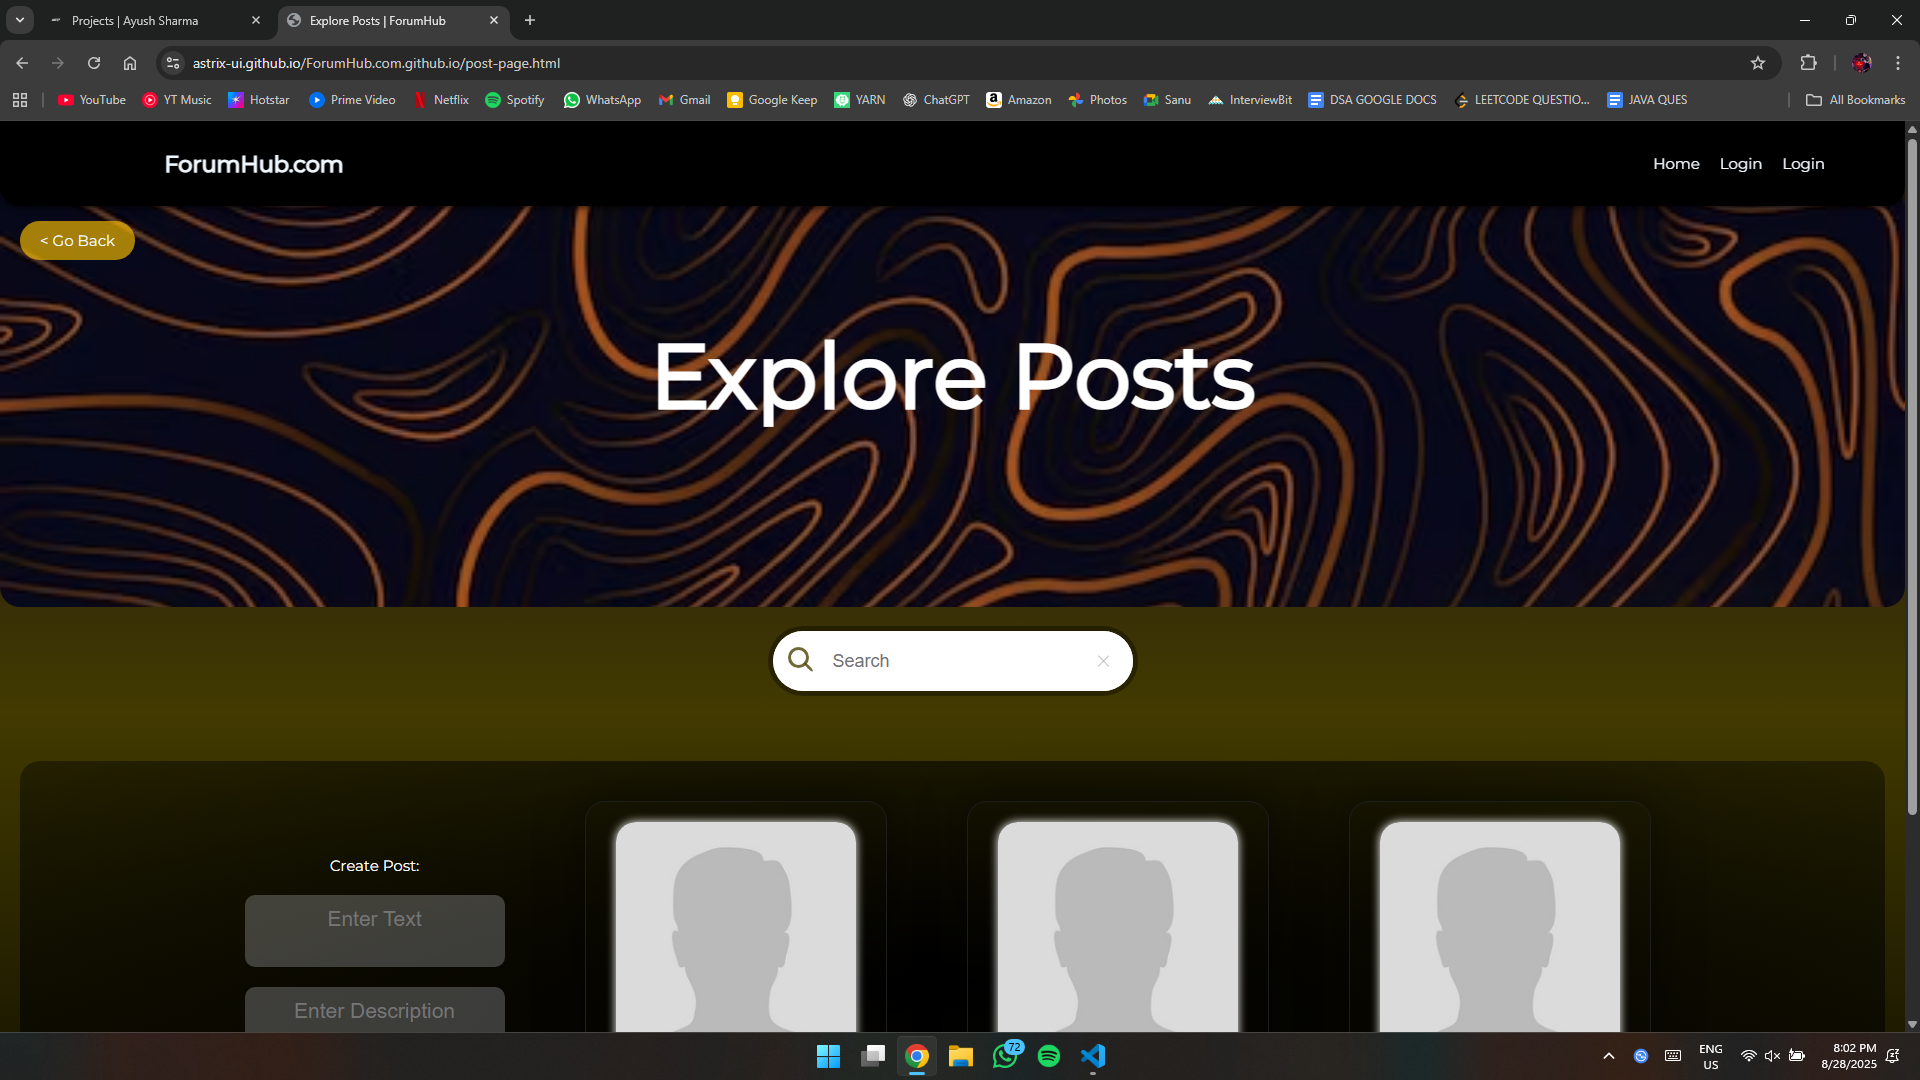 Projects | Ayush Sharma
Explore Posts | ForumHub
astrix-ui.github.io/ForumHub.com.github.io/post-page.html
YouTube YT Music Hotstar Prime Video Netflix Spotify WhatsApp Gmail Google Keep YARN ChatGPT Amazon Photos Sanu InterviewBit DSA GOOGLE DOCS LEETCODE QUESTIO... JAVA QUES All Bookmarks
ForumHub.com
Home Login Login
< Go Back
Explore Posts
Search
Create Post:
Enter Text
Enter Description
72
ENG
US
8:02 PM
8/28/2025